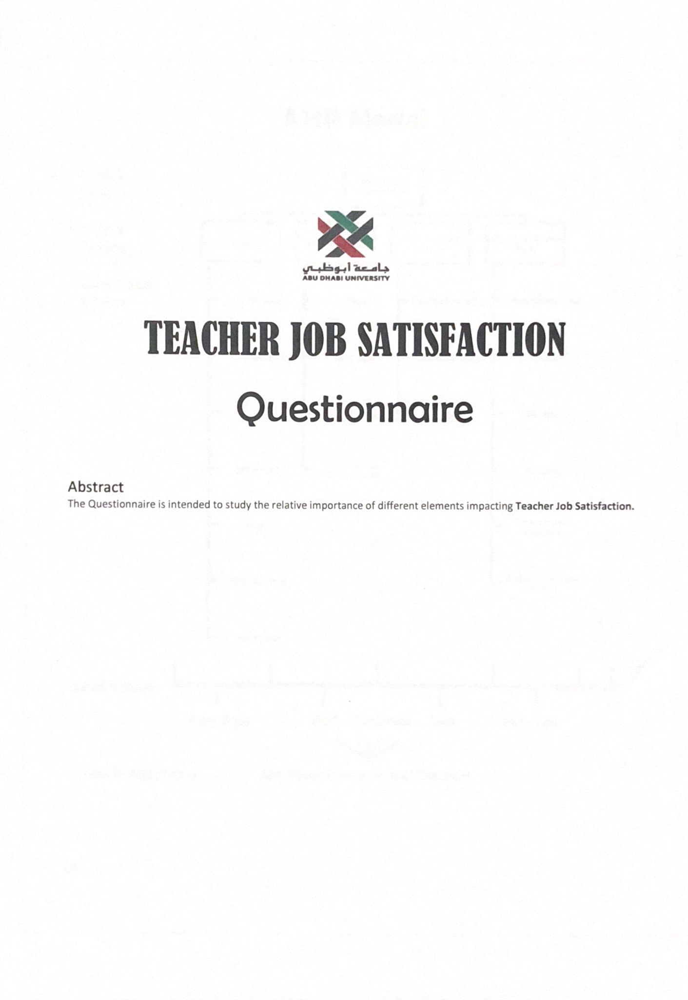 جامعة أبوظبي
ABU DHABI UNIVERSITY
TEACHER JOB SATISFACTION
Questionnaire
Abstract
The Questionnaire is intended to study the relative importance of different elements impacting Teacher Job Satisfaction.